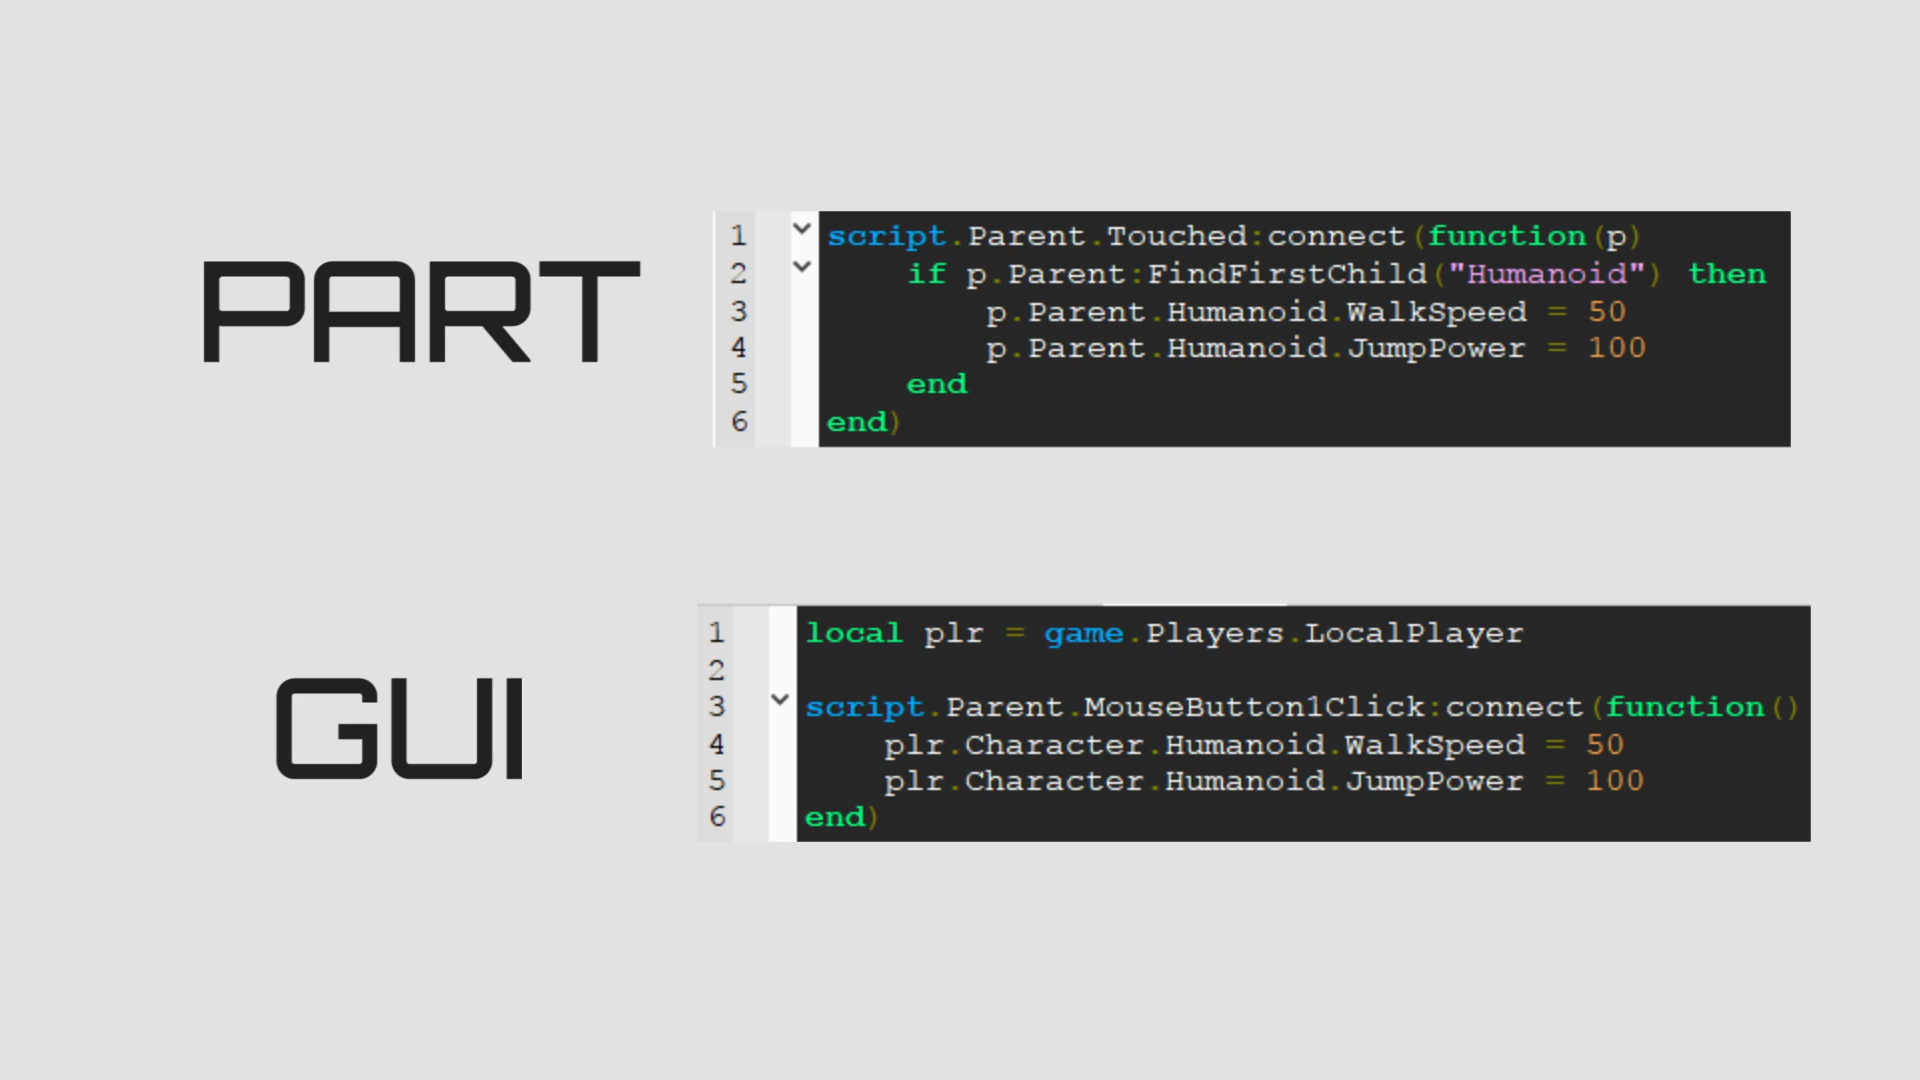 PART
1 script.Parent.Touched:connect(function(p)
2     if p.Parent:FindFirstChild("Humanoid") then
3         p.Parent.Humanoid.WalkSpeed = 50
4         p.Parent.Humanoid.JumpPower = 100
5     end
6 end)
GUI
1 local plr = game.Players.LocalPlayer
2
3 script.Parent.MouseButton1Click:connect(function()
4     plr.Character.Humanoid.WalkSpeed = 50
5     plr.Character.Humanoid.JumpPower = 100
6 end)